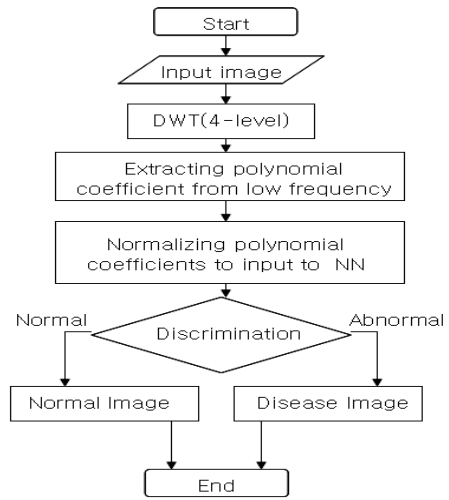 Start
Input image
DWT(4-level)
Extracting polynomial
coefficient from low frequency
Normalizing polynomial
coefficients to input to NN
Normal
Discrimination
Abnormal
Normal Image
Disease Image
End